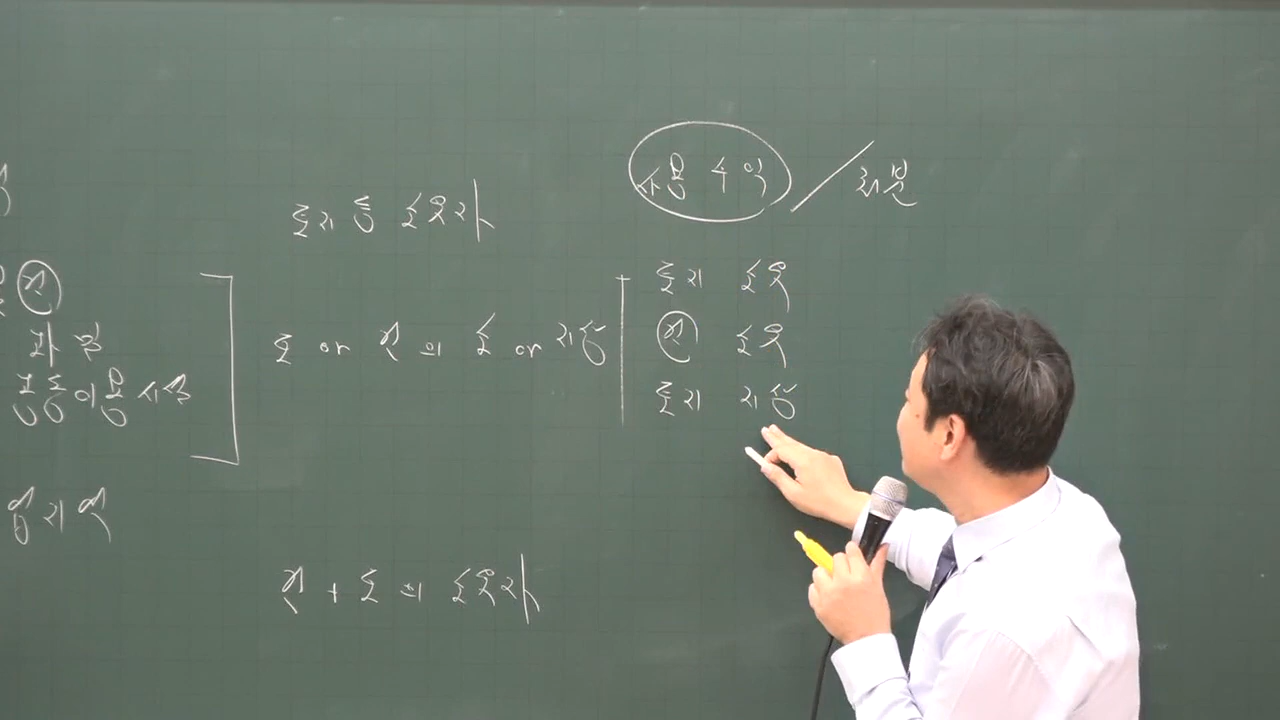 사용 수익 / 처분
토지 등 소유자
토지 소유
건
건 소유
토 or 건 의 소 or 지상
공동이용시설
토지 지상
건 + 토 의 소유자